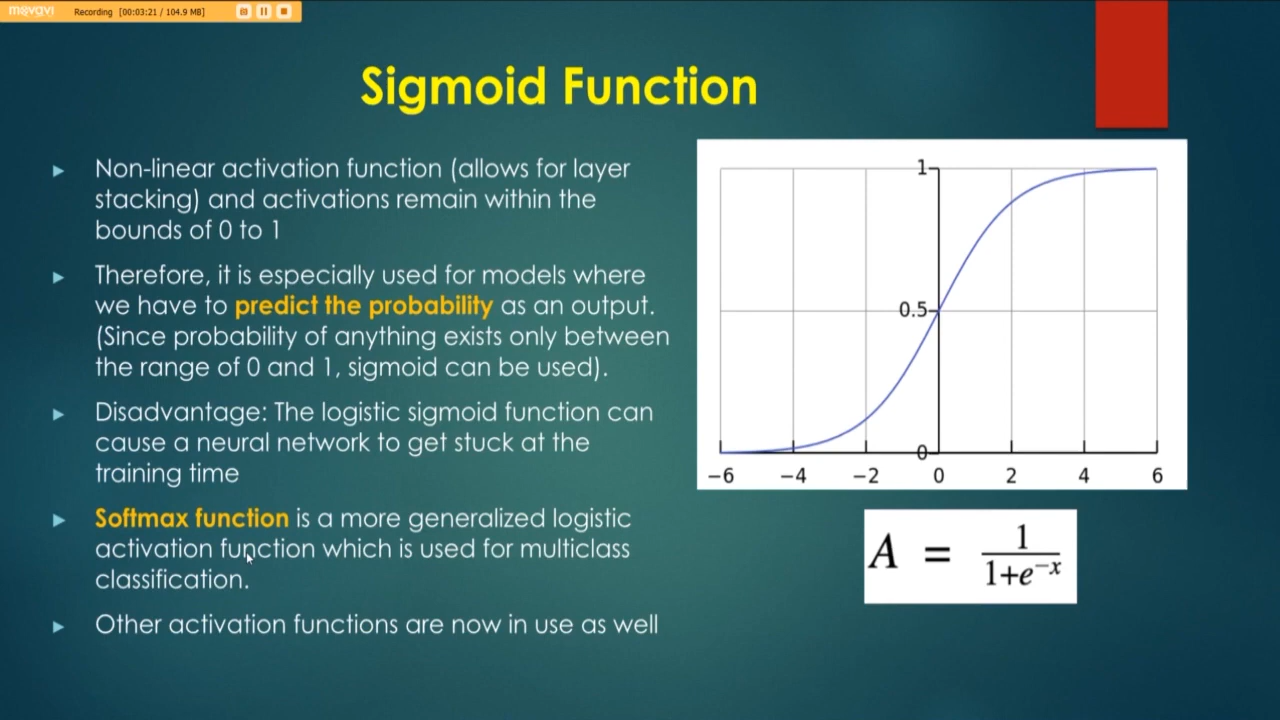 movavi Recording [00:03:21 / 104.9 MB]
Sigmoid Function
► Non-linear activation function (allows for layer
stacking) and activations remain within the
bounds of 0 to 1
► Therefore, it is especially used for models where
we have to predict the probability as an output.
(Since probability of anything exists only between
the range of 0 and 1, sigmoid can be used).
► Disadvantage: The logistic sigmoid function can
cause a neural network to get stuck at the
training time
► Softmax function is a more generalized logistic
activation function which is used for multiclass
classification.
► Other activation functions are now in use as well
1
0.5
0
−6 −4 −2 0 2 4 6
A = 1
1+e^−x